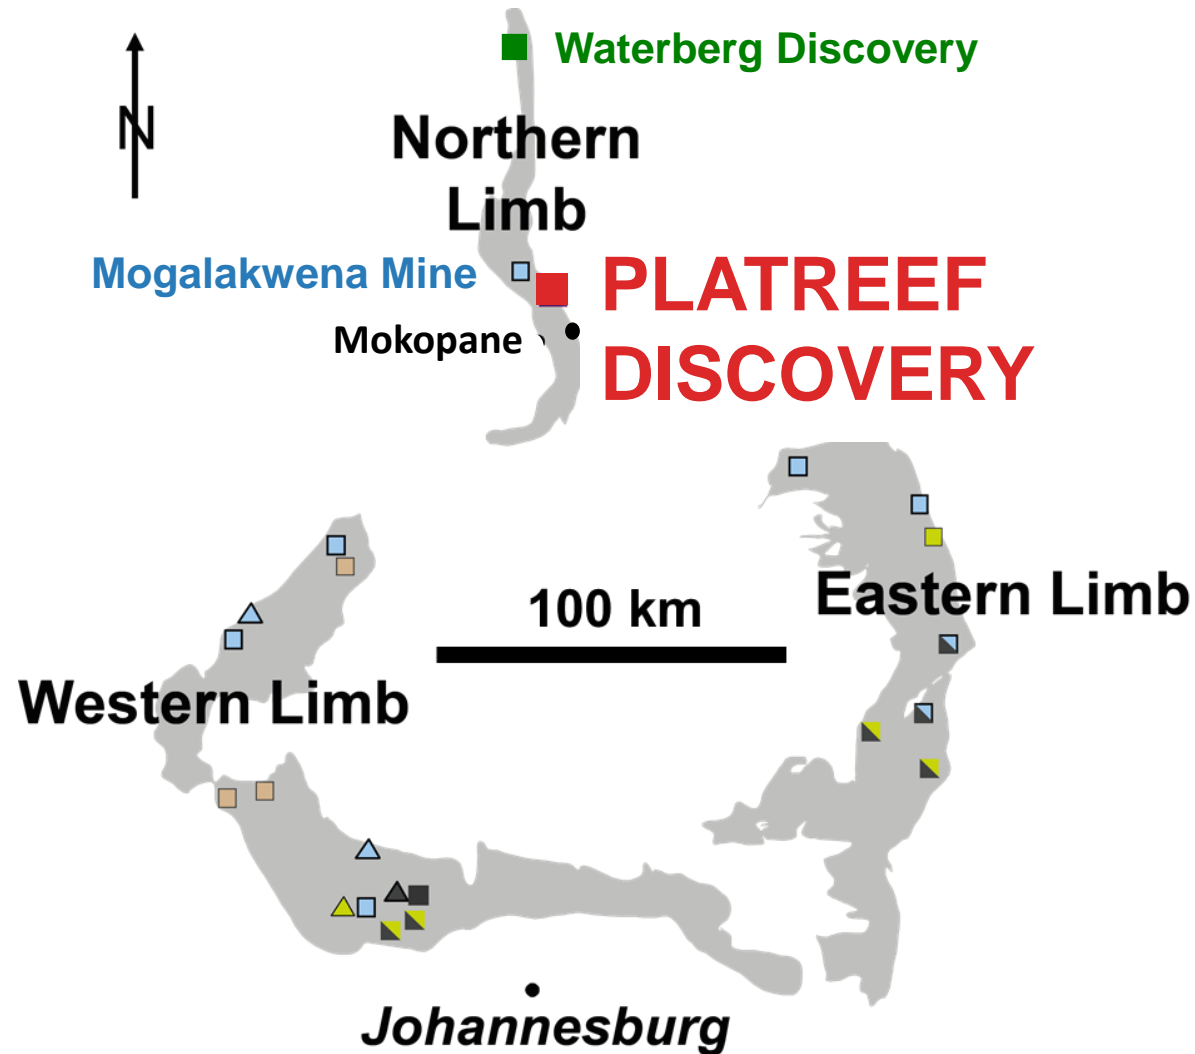 Waterberg Discovery
N
Northern
Limb
Mogalakwena Mine
PLATREEF
Mokopane
DISCOVERY
100 km
Eastern Limb
Western Limb
Johannesburg